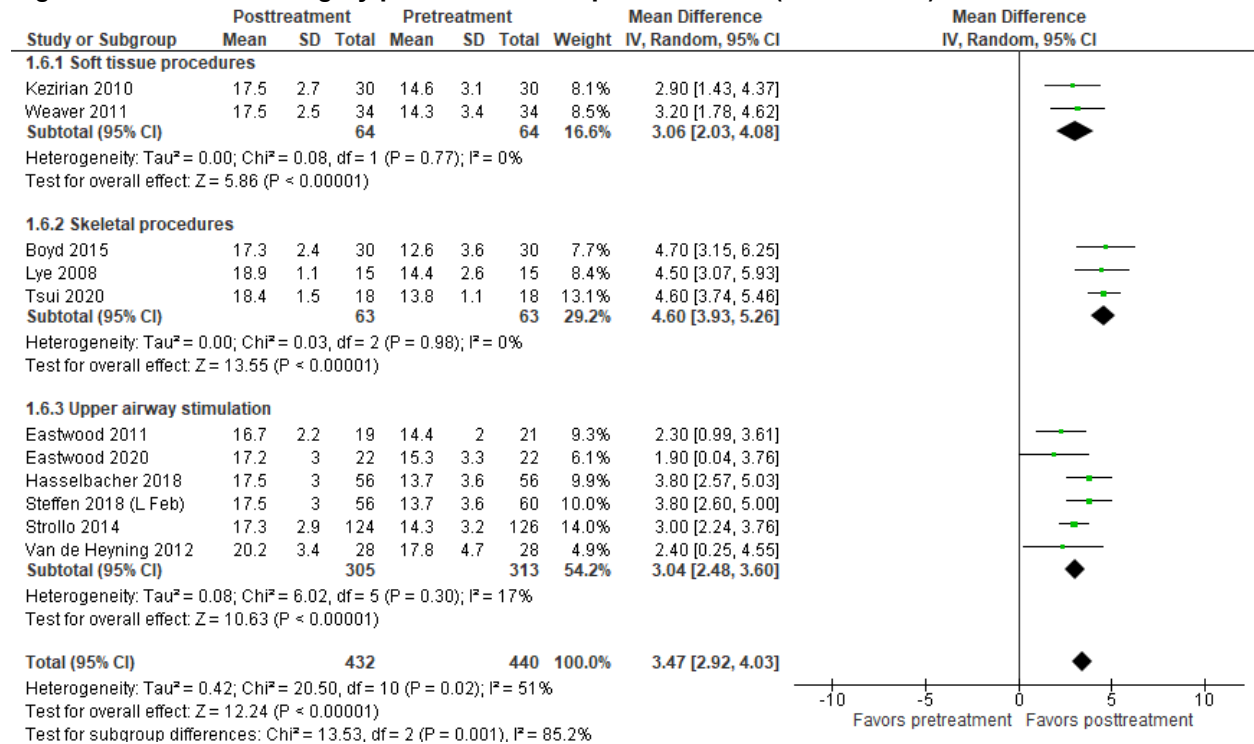 Posttreatment Pretreatment Mean Difference Mean Difference
Study or Subgroup Mean SD Total Mean SD Total Weight IV, Random, 95% CI IV, Random, 95% CI
1.6.1 Soft tissue procedures
Kezirian 2010 17.5 2.7 30 14.6 3.1 30 8.1% 2.90 [1.43, 4.37]
Weaver 2011 17.5 2.5 34 14.3 3.4 34 8.5% 3.20 [1.78, 4.62]
Subtotal (95% CI) 64 64 16.6% 3.06 [2.03, 4.08]
Heterogeneity: Tau² = 0.00; Chi² = 0.08, df = 1 (P = 0.77); I² = 0%
Test for overall effect: Z = 5.86 (P < 0.00001)
1.6.2 Skeletal procedures
Boyd 2015 17.3 2.4 30 12.6 3.6 30 7.7% 4.70 [3.15, 6.25]
Lye 2008 18.9 1.1 15 14.4 2.6 15 8.4% 4.50 [3.07, 5.93]
Tsui 2020 18.4 1.5 18 13.8 1.1 18 13.1% 4.60 [3.74, 5.46]
Subtotal (95% CI) 63 63 29.2% 4.60 [3.93, 5.26]
Heterogeneity: Tau² = 0.00; Chi² = 0.03, df = 2 (P = 0.98); I² = 0%
Test for overall effect: Z = 13.55 (P < 0.00001)
1.6.3 Upper airway stimulation
Eastwood 2011 16.7 2.2 19 14.4 2 21 9.3% 2.30 [0.99, 3.61]
Eastwood 2020 17.2 3 22 15.3 3.3 22 6.1% 1.90 [0.04, 3.76]
Hasselbacher 2018 17.5 3 56 13.7 3.6 56 9.9% 3.80 [2.57, 5.03]
Steffen 2018 (L Feb) 17.5 3 56 13.7 3.6 60 10.0% 3.80 [2.60, 5.00]
Strollo 2014 17.3 2.9 124 14.3 3.2 126 14.0% 3.00 [2.24, 3.76]
Van de Heyning 2012 20.2 3.4 28 17.8 4.7 28 4.9% 2.40 [0.25, 4.55]
Subtotal (95% CI) 305 313 54.2% 3.04 [2.48, 3.60]
Heterogeneity: Tau² = 0.08; Chi² = 6.02, df = 5 (P = 0.30); I² = 17%
Test for overall effect: Z = 10.63 (P < 0.00001)
Total (95% CI) 432 440 100.0% 3.47 [2.92, 4.03]
Heterogeneity: Tau² = 0.42; Chi² = 20.50, df = 10 (P = 0.02); I² = 51%
Test for overall effect: Z = 12.24 (P < 0.00001)
Test for subgroup differences: Chi² = 13.53, df = 2 (P = 0.001), I² = 85.2%
-10 -5 0 5 10
Favors pretreatment Favors posttreatment